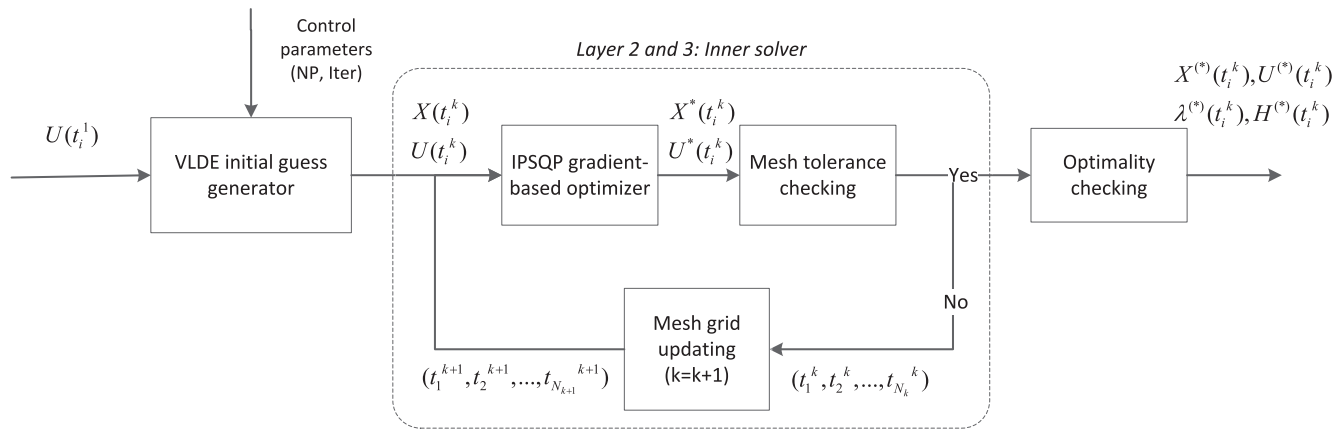 Control
parameters
(NP, Iter)
Layer 2 and 3: Inner solver
U(t_i^1)
VLDE initial guess
generator
X(t_i^k)
U(t_i^k)
IPSQP gradient-
based optimizer
X^*(t_i^k)
U^*(t_i^k)
Mesh tolerance
checking
Yes
Optimality
checking
X^(*)(t_i^k),U^(*)(t_i^k)
λ^(*)(t_i^k),H^(*)(t_i^k)
No
Mesh grid
updating
(k=k+1)
(t_1^{k+1},t_2^{k+1},...,t_{N_{k+1}}^{k+1})
(t_1^k,t_2^k,...,t_{N_k}^k)